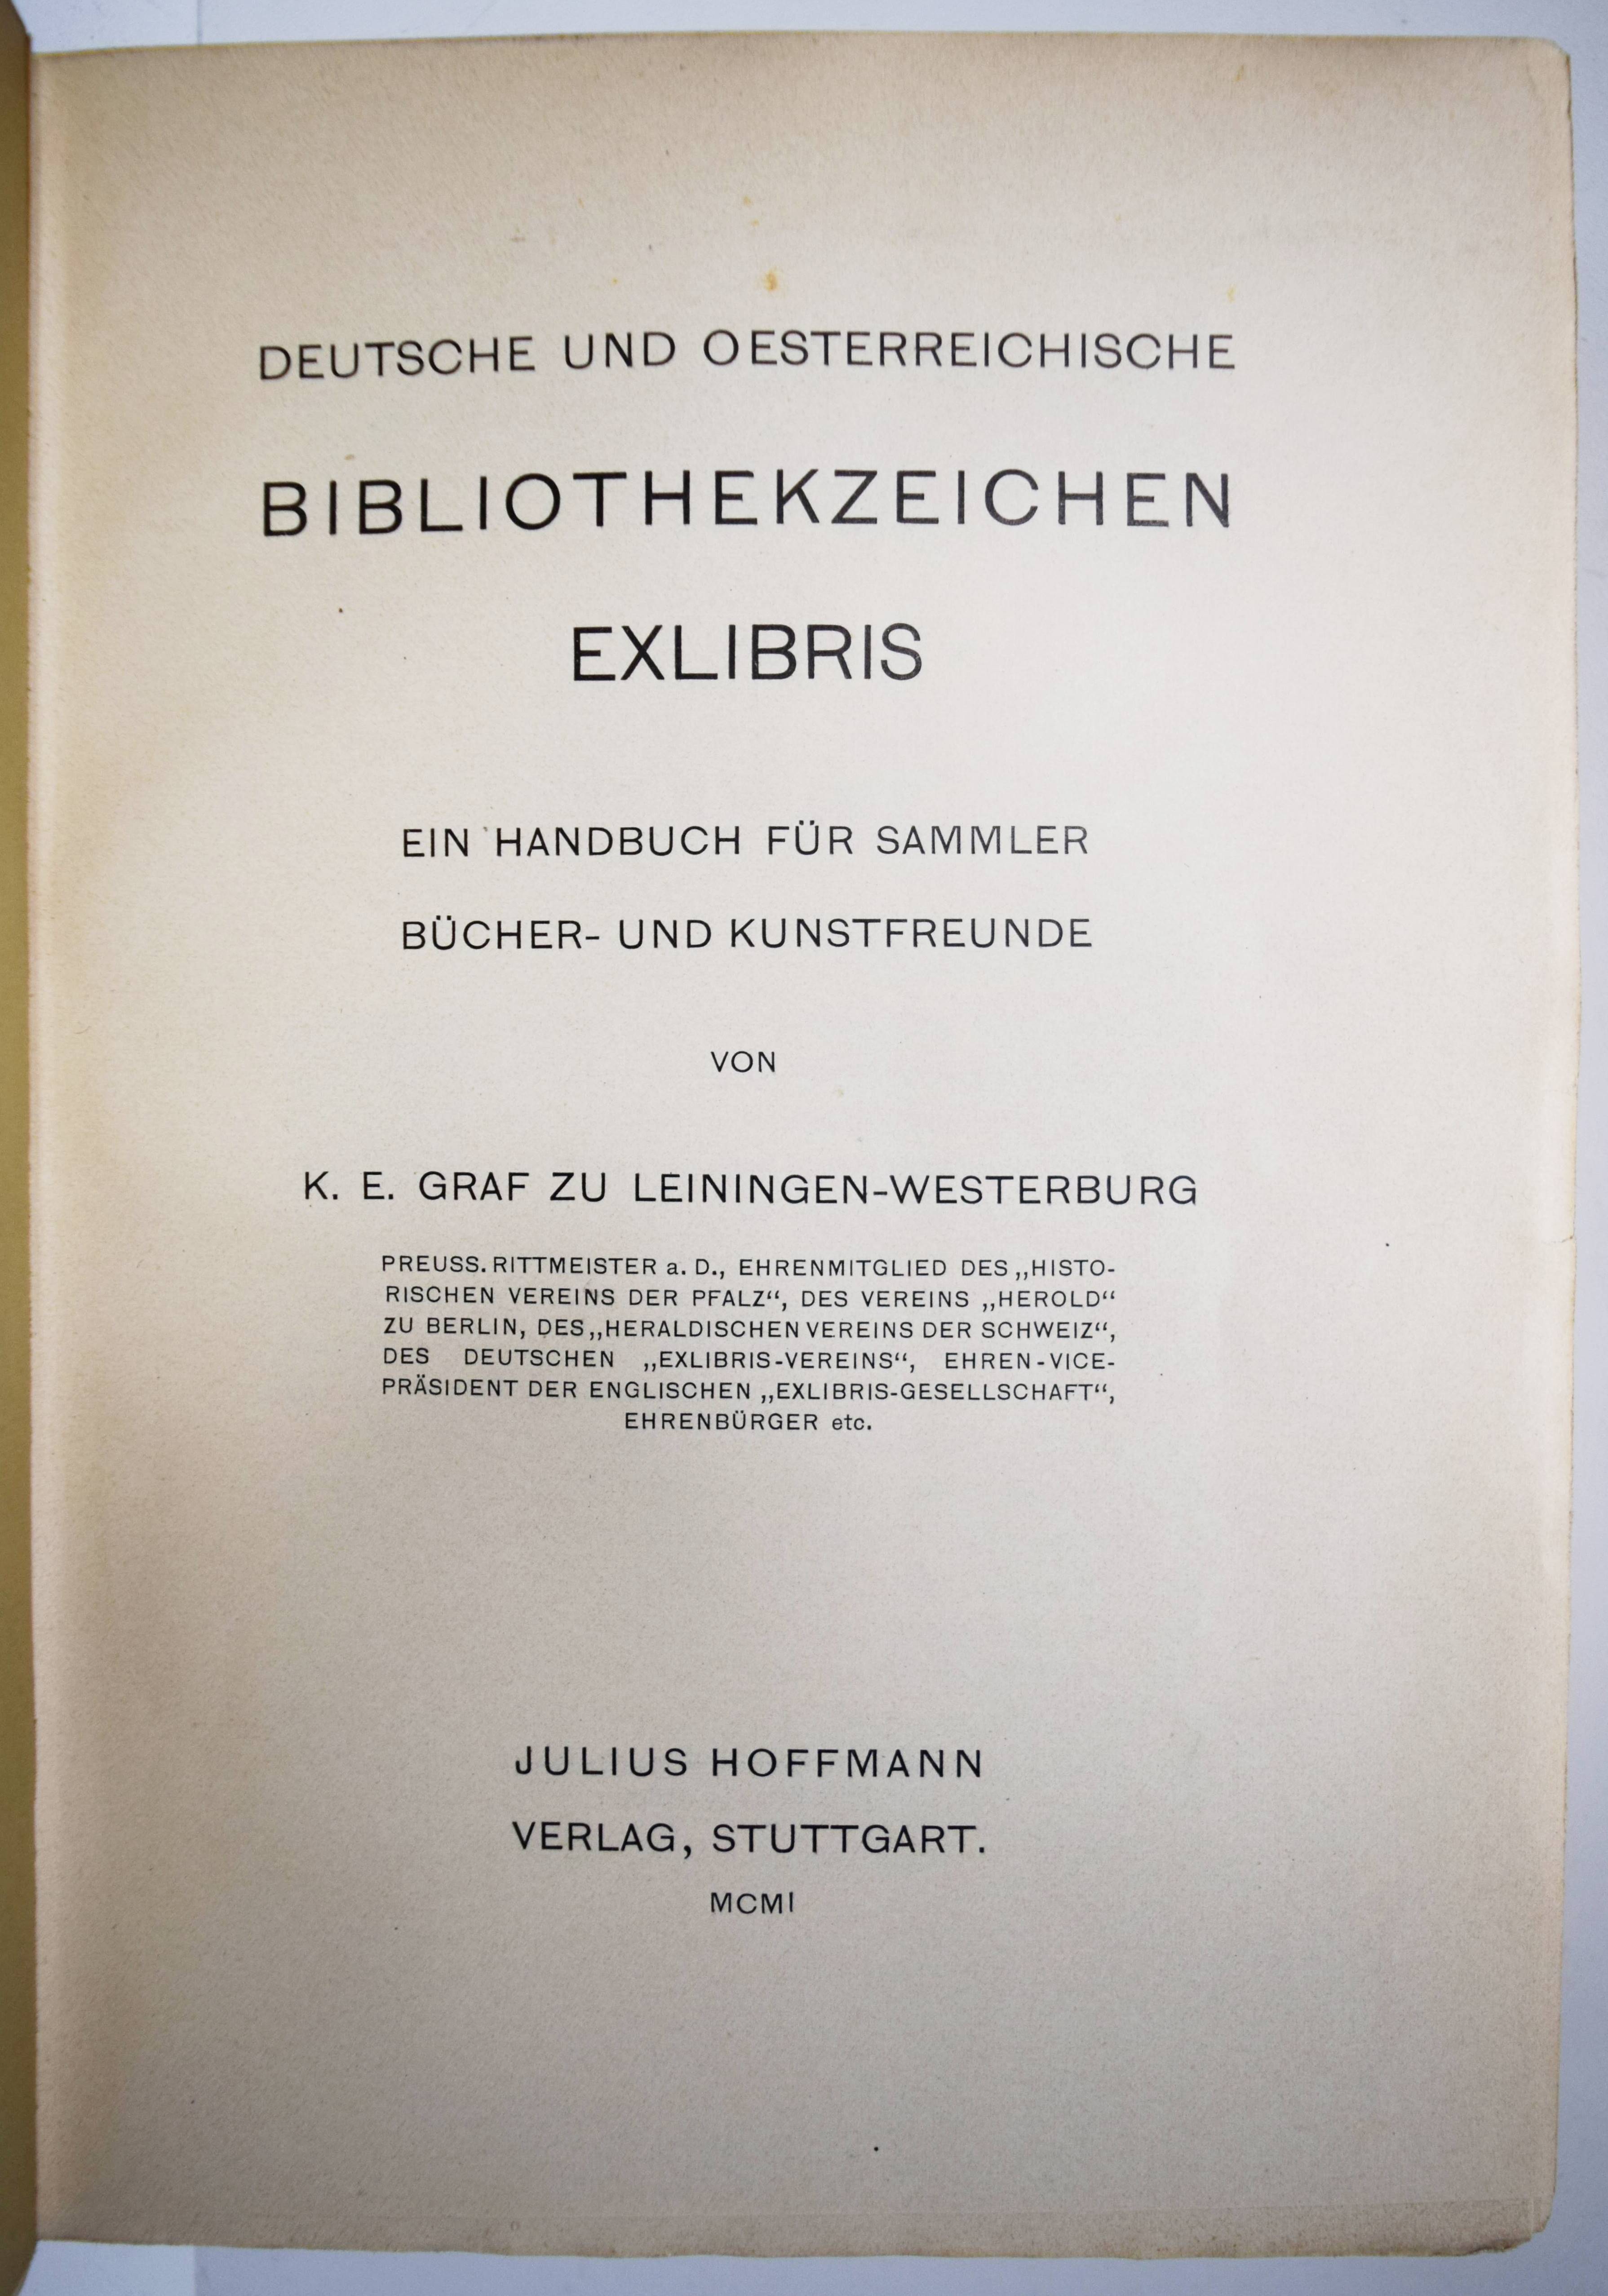 DEUTSCHE UND OESTERREICHISCHE
BIBLIOTHEKZEICHEN
EXLIBRIS
EIN HANDBUCH FÜR SAMMLER
BÜCHER- UND KUNSTFREUNDE
VON
K. E. GRAF ZU LEININGEN-WESTERBURG
PREUSS. RITTMEISTER a. D., EHRENMITGLIED DES „HISTO-
RISCHEN VEREINS DER PFALZ“, DES VEREINS „HEROLD“
ZU BERLIN, DES „HERALDISCHEN VEREINS DER SCHWEIZ“,
DES DEUTSCHEN „EXLIBRIS-VEREINS“, EHREN-VICE-
PRÄSIDENT DER ENGLISCHEN „EXLIBRIS-GESELLSCHAFT“,
EHRENBÜRGER etc.
JULIUS HOFFMANN
VERLAG, STUTTGART.
MCMI